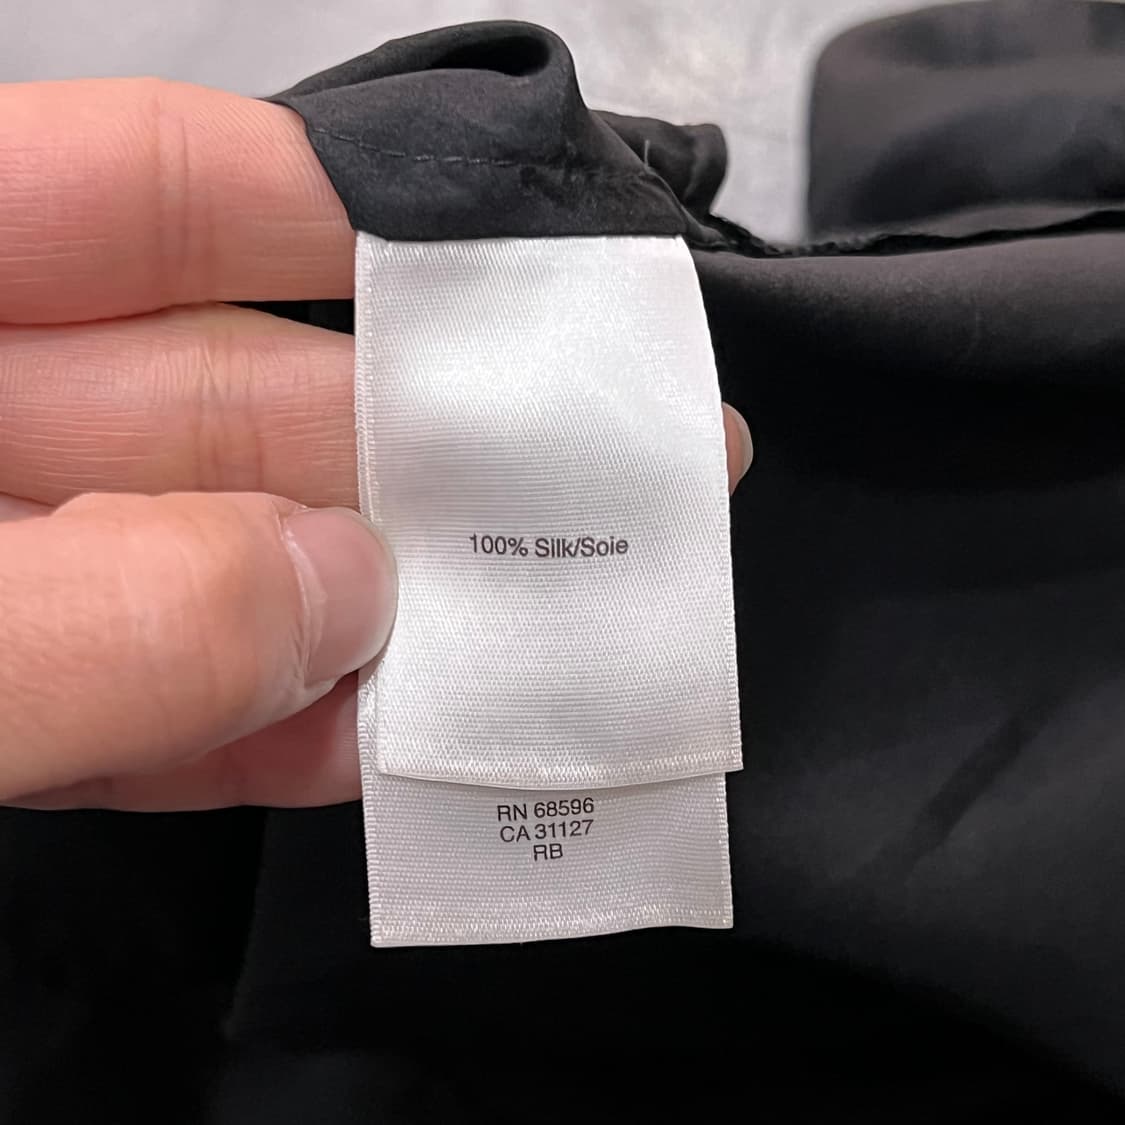 100% Silk/Soie
RN 68596
CA 31127
RB